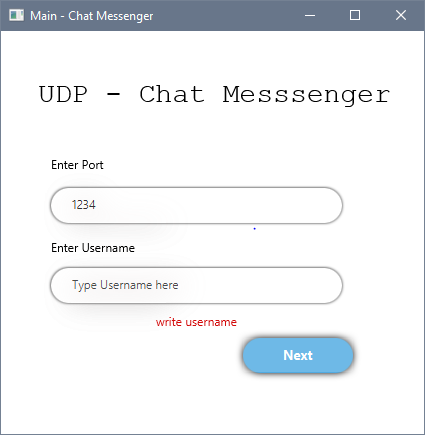 Main - Chat Messenger
UDP - Chat Messsenger
Enter Port
1234
Enter Username
Type Username here
write username
Next